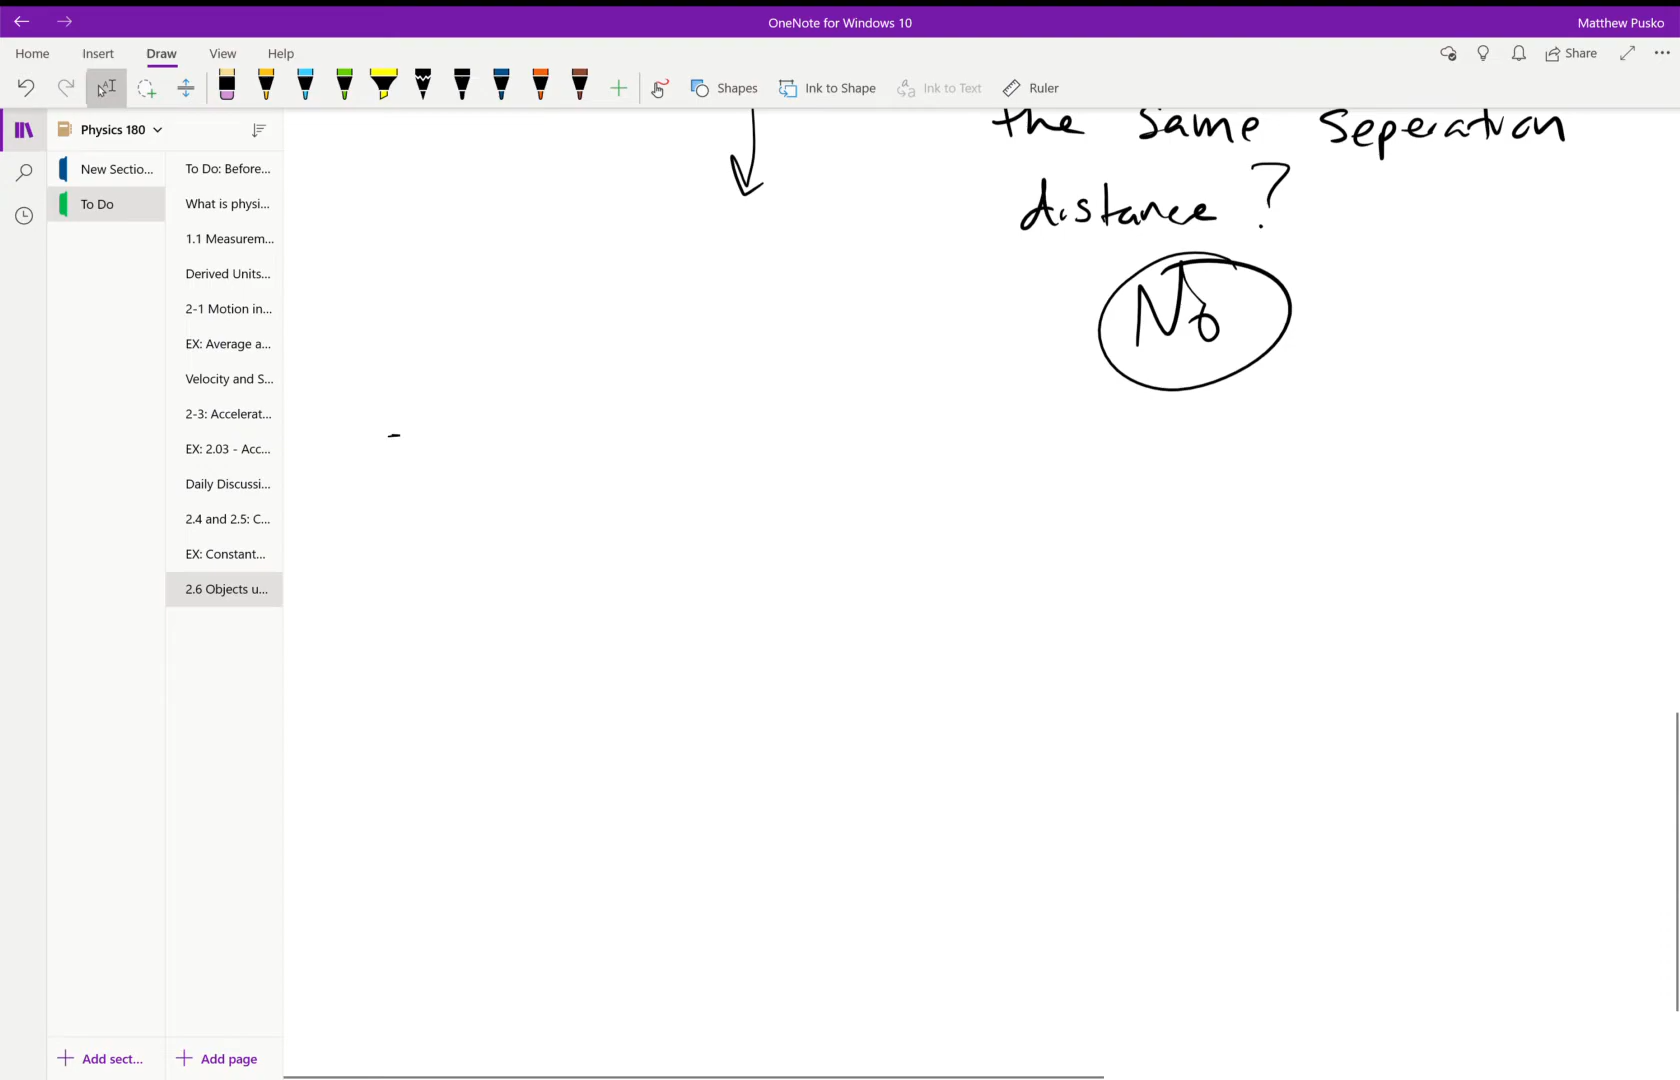 OneNote for Windows 10
Matthew Pusko
Home Insert Draw View Help
Share
Shapes Ink to Shape Ink to Text Ruler
Physics 180
New Sectio...
To Do
To Do: Before...
What is physi...
1.1 Measurem...
Derived Units...
2-1 Motion in...
EX: Average a...
Velocity and S...
2-3: Accelerat...
EX: 2.03 - Acc...
Daily Discussi...
2.4 and 2.5: C...
EX: Constant...
2.6 Objects u...
Add sect...
Add page
the same seperation
distance ?
No
-